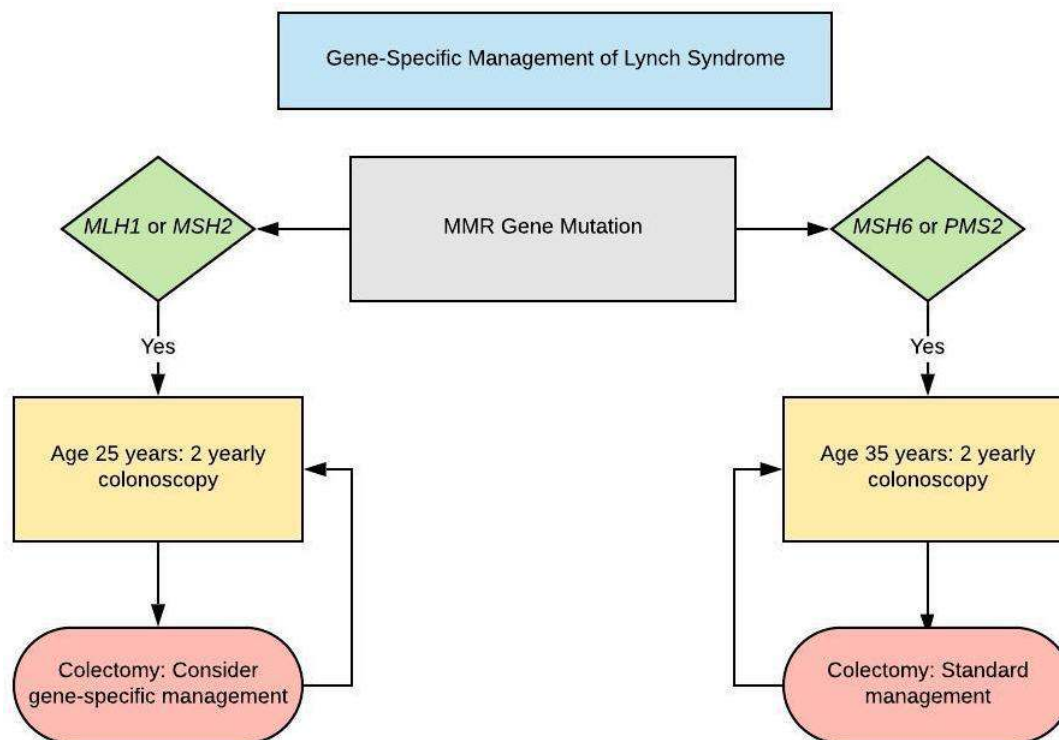 Gene-Specific Management of Lynch Syndrome
MLH1 or MSH2
MMR Gene Mutation
MSH6 or PMS2
Yes
Yes
Age 25 years: 2 yearly
colonoscopy
Age 35 years: 2 yearly
colonoscopy
Colectomy: Consider
gene-specific management
Colectomy: Standard
management